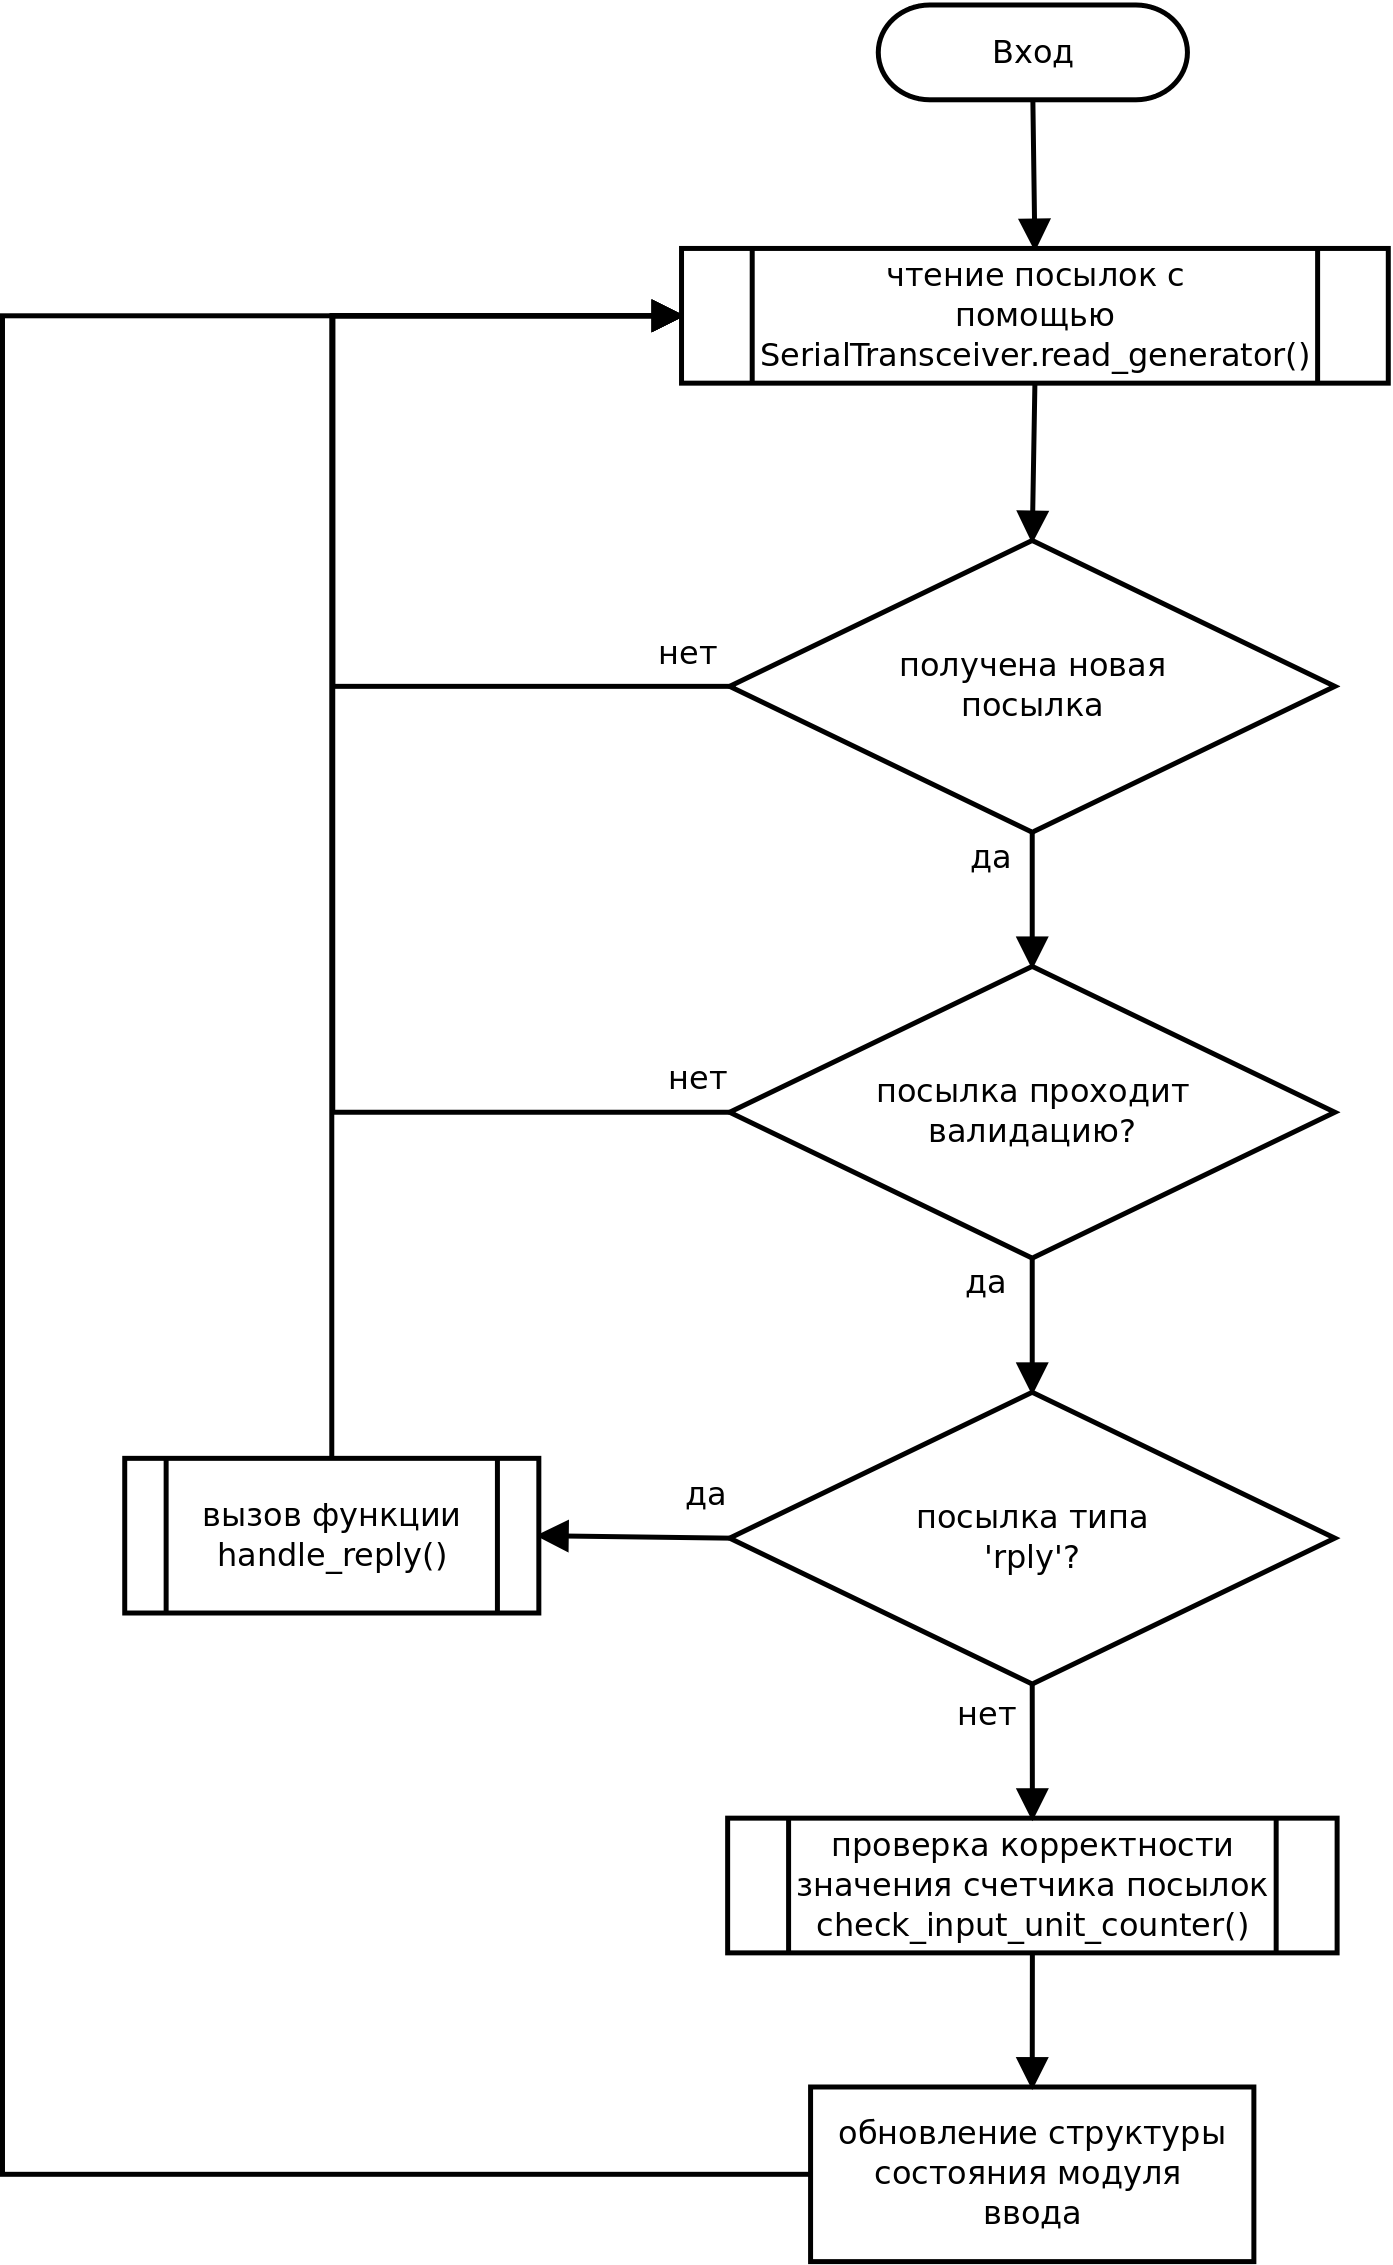 Вход
чтение посылок с
помощью
SerialTransceiver.read_generator()
нет
получена новая
посылка
да
нет
посылка проходит
валидацию?
да
да
посылка типа
'rply'?
вызов функции
handle_reply()
нет
проверка корректности
значения счетчика посылок
check_input_unit_counter()
обновление структуры
состояния модуля
ввода